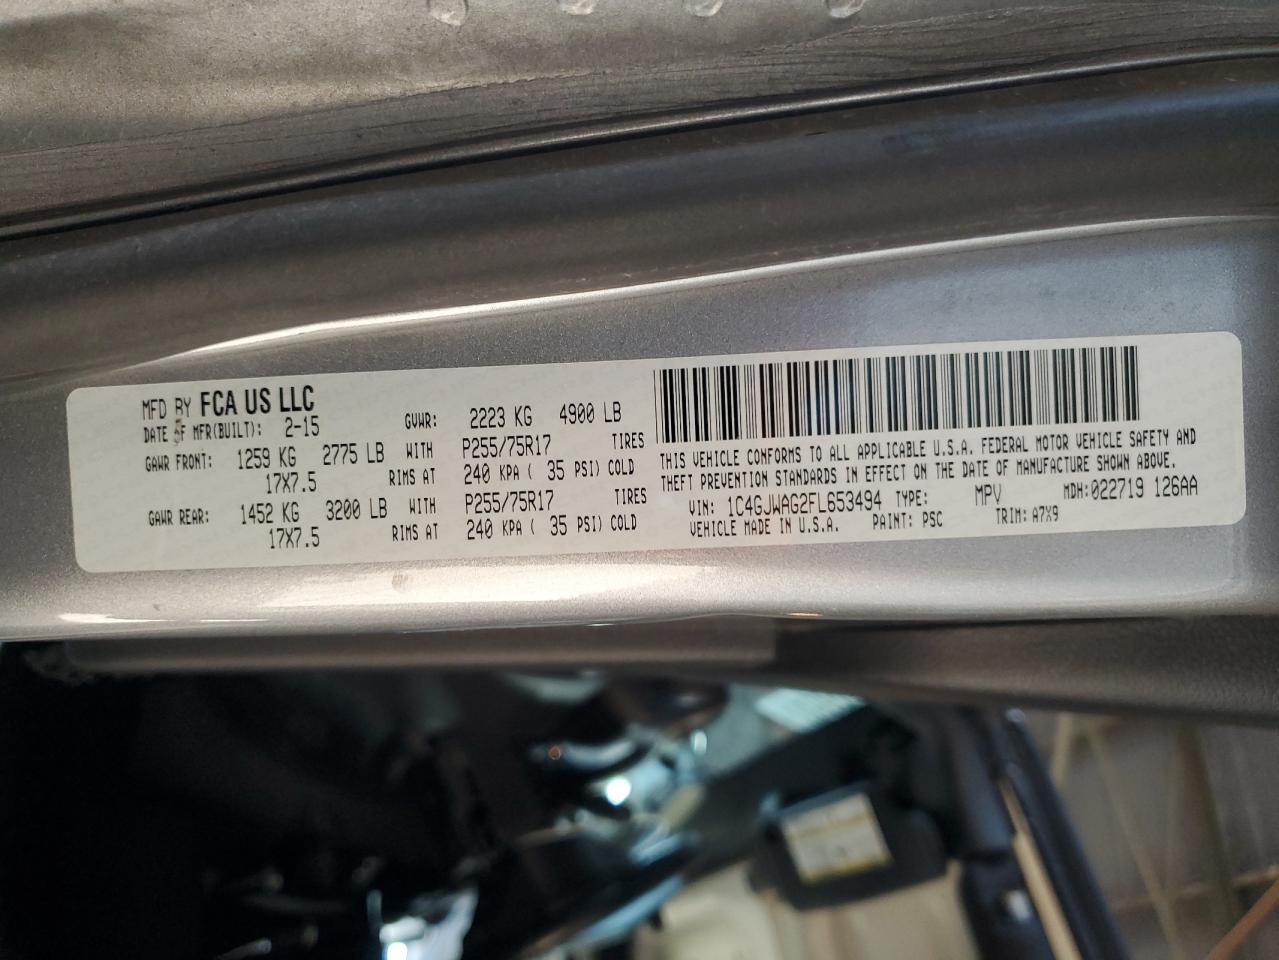 MFD BY FCA US LLC
DATE OF MFR(BUILT): 2-15 GVWR: 2223 KG 4900 LB
GAWR FRONT: 1259 KG 2775 LB WITH P255/75R17 TIRES
17X7.5 RIMS AT 240 KPA ( 35 PSI) COLD
GAWR REAR: 1452 KG 3200 LB WITH P255/75R17 TIRES
17X7.5 RIMS AT 240 KPA ( 35 PSI) COLD
THIS VEHICLE CONFORMS TO ALL APPLICABLE U.S.A. FEDERAL MOTOR VEHICLE SAFETY AND
THEFT PREVENTION STANDARDS IN EFFECT ON THE DATE OF MANUFACTURE SHOWN ABOVE.
VIN: 1C4GJWAG2FL653494 TYPE: MPV MDH:022719 126AA
VEHICLE MADE IN U.S.A. PAINT: PSC TRIM: A7X9